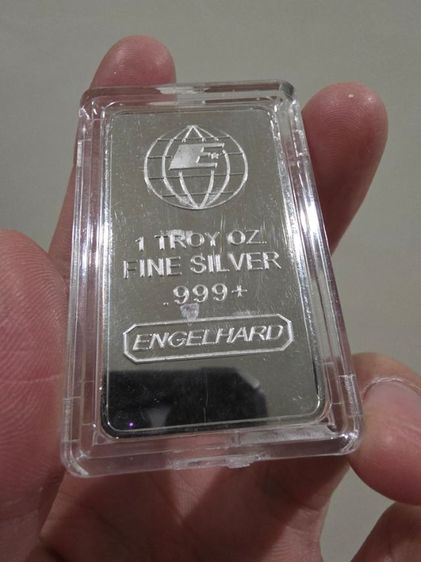 E
1 TROY OZ.
FINE SILVER
.999+
ENGELHARD